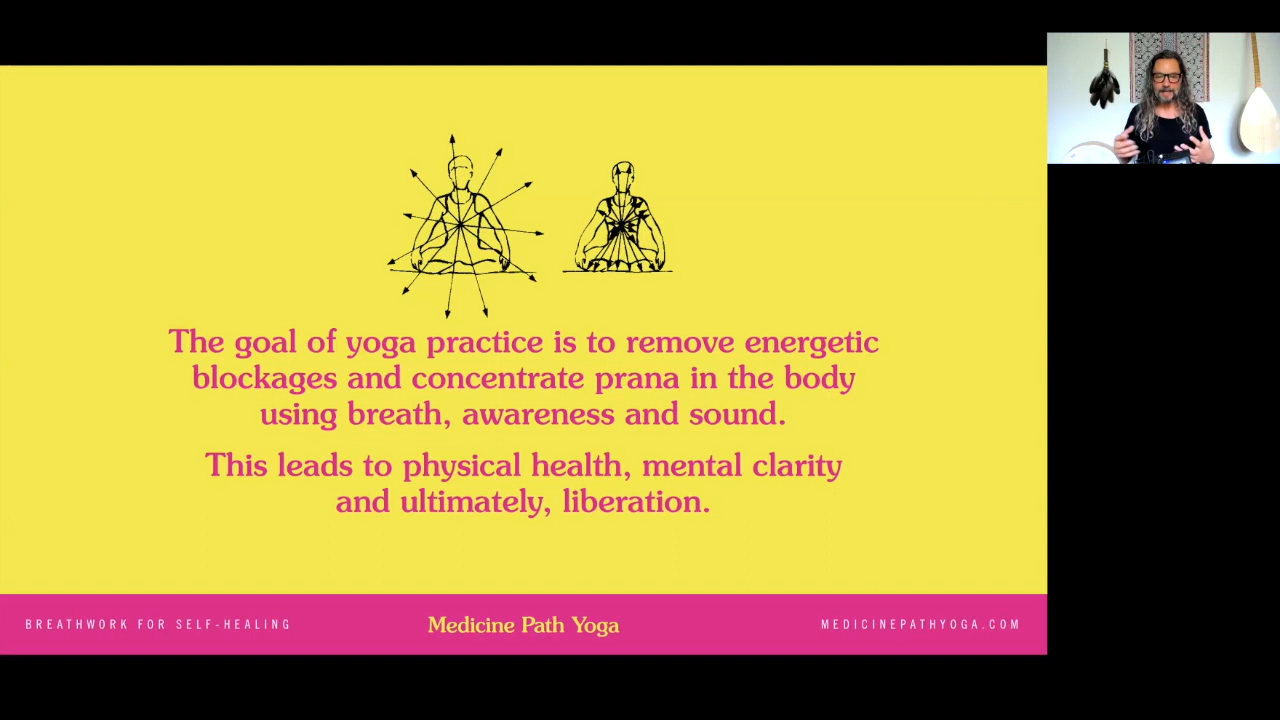 The goal of yoga practice is to remove energetic
blockages and concentrate prana in the body
using breath, awareness and sound.
This leads to physical health, mental clarity
and ultimately, liberation.
BREATHWORK FOR SELF-HEALING
Medicine Path Yoga
MEDICINEPATHYOGA.COM